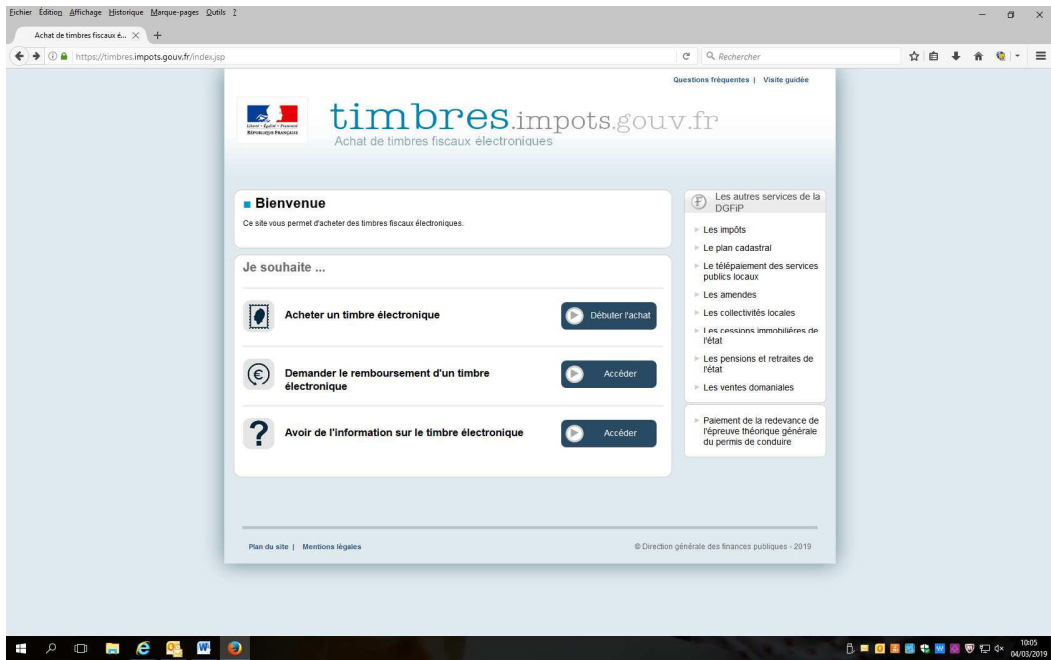 Fichier Édition Affichage Historique Marque-pages Outils ?
Achat de timbres fiscaux é...
https://timbres.impots.gouv.fr/index.jsp
Rechercher
Questions fréquentes | Visite guidée
Liberté • Égalité • Fraternité
RÉPUBLIQUE FRANÇAISE
timbres.impots.gouv.fr
Achat de timbres fiscaux électroniques
Bienvenue
Ce site vous permet d'acheter des timbres fiscaux électroniques.
Je souhaite ...
Acheter un timbre électronique
Débuter l'achat
Demander le remboursement d'un timbre
électronique
Accéder
Avoir de l'information sur le timbre électronique
Accéder
Les autres services de la
DGFiP
Les impôts
Le plan cadastral
Le télépaiement des services
publics locaux
Les amendes
Les collectivités locales
Les cessions immobilières de
l'état
Les pensions et retraites de
l'état
Les ventes domaniales
Paiement de la redevance de
l'épreuve théorique générale
du permis de conduire
Plan du site | Mentions légales
© Direction générale des finances publiques - 2019
10:05
04/03/2019